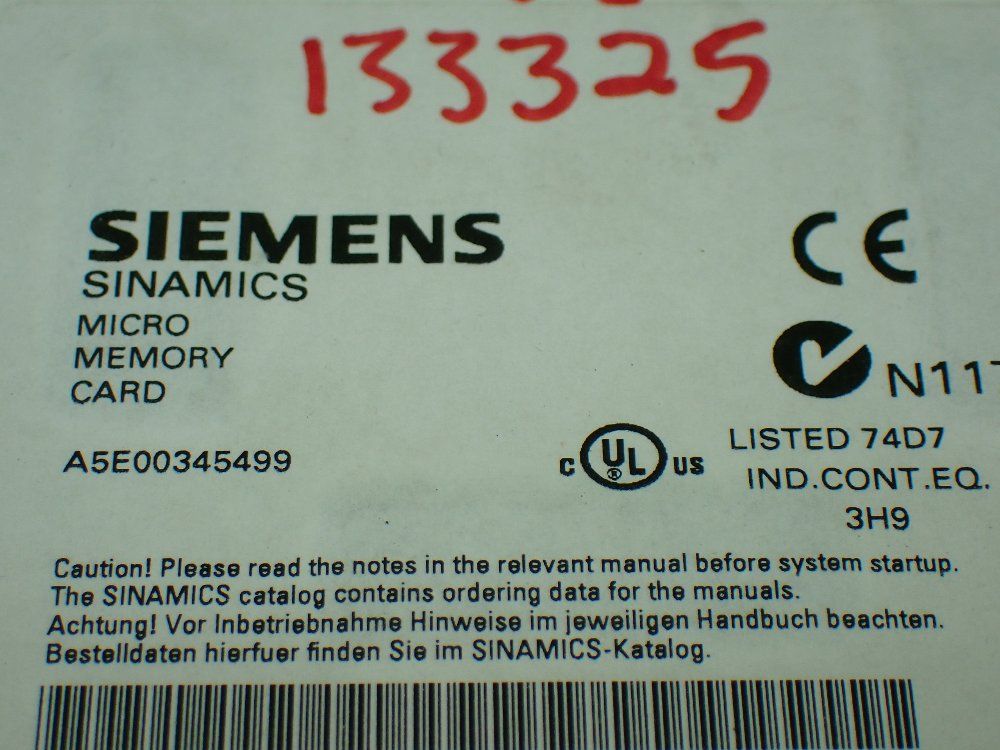 133325
SIEMENS
SINAMICS
MICRO
MEMORY
CARD
CE
A5E00345499
C UL® US
LISTED 74D7
IND.CONT.EQ.
3H9
Caution! Please read the notes in the relevant manual before system startup.
The SINAMICS catalog contains ordering data for the manuals.
Achtung! Vor Inbetriebnahme Hinweise im jeweiligen Handbuch beachten.
Bestelldaten hierfuer finden Sie im SINAMICS-Katalog.